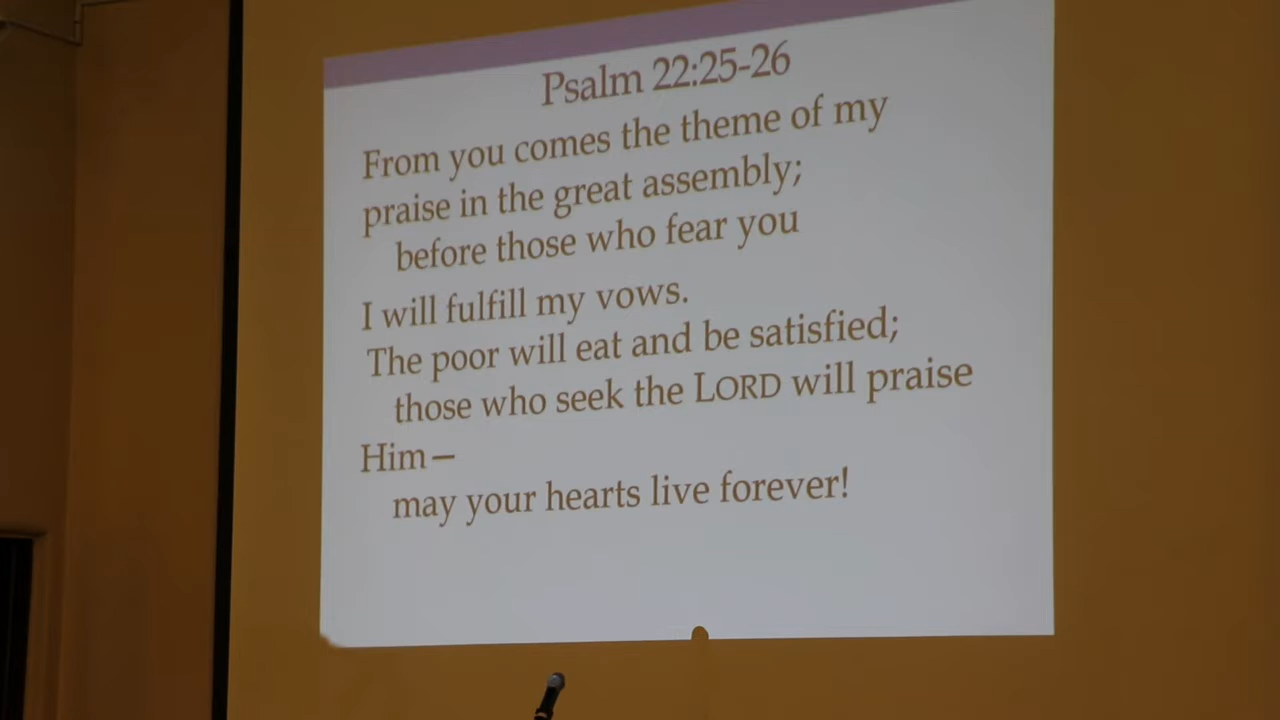 Psalm 22:25-26
From you comes the theme of my
praise in the great assembly;
before those who fear you
I will fulfill my vows.
The poor will eat and be satisfied;
those who seek the LORD will praise
Him—
may your hearts live forever!